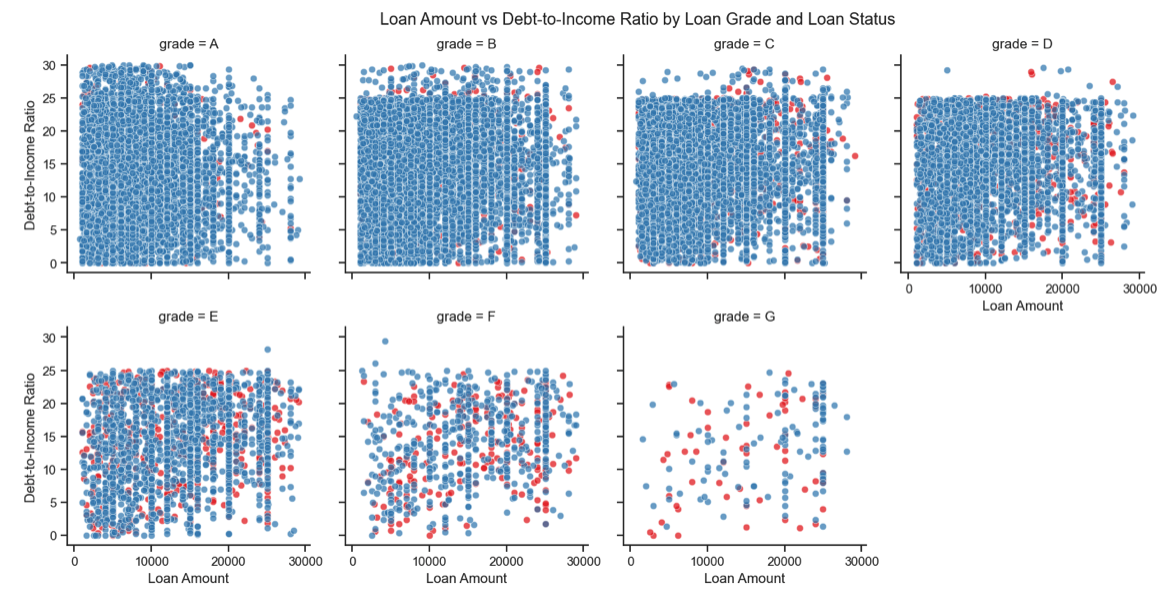 Loan Amount vs Debt-to-Income Ratio by Loan Grade and Loan Status
grade = A
grade = B
grade = C
grade = D
30
25
20
15
10
5
0
Debt-to-Income Ratio
0
10000
20000
30000
Loan Amount
grade = E
grade = F
grade = G
30
25
20
15
10
5
0
Debt-to-Income Ratio
0
10000
20000
30000
0
10000
20000
30000
0
10000
20000
30000
Loan Amount
Loan Amount
Loan Amount